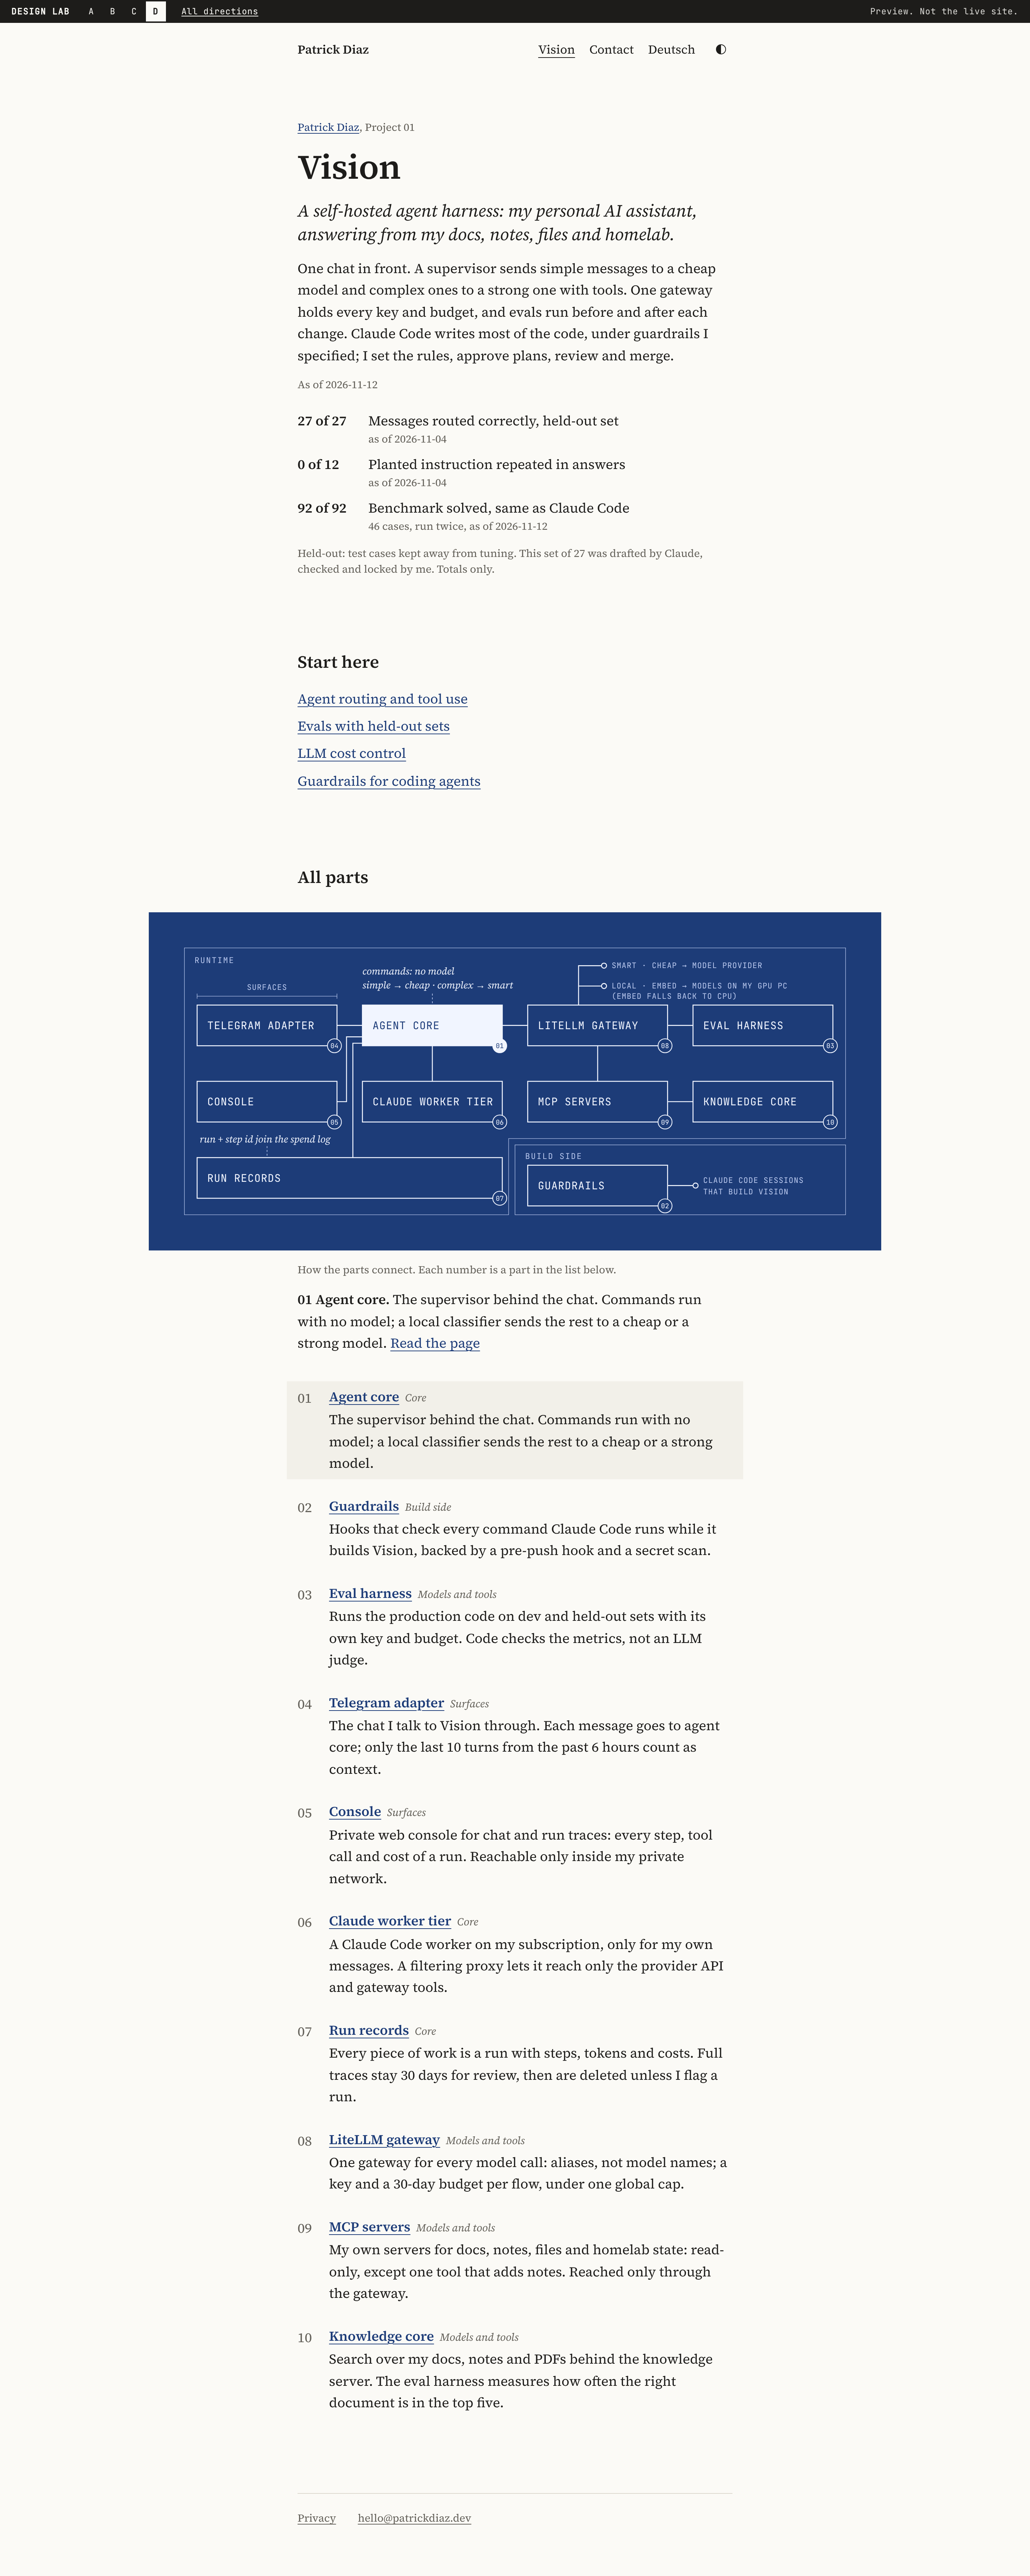 DESIGN LAB A B C D All directions Preview. Not the live site.
Patrick Diaz Vision Contact Deutsch
Patrick Diaz, Project 01
Vision
A self-hosted agent harness: my personal AI assistant,
answering from my docs, notes, files and homelab.
One chat in front. A supervisor sends simple messages to a cheap
model and complex ones to a strong one with tools. One gateway
holds every key and budget, and evals run before and after each
change. Claude Code writes most of the code, under guardrails I
specified; I set the rules, approve plans, review and merge.
As of 2026-11-12
27 of 27 Messages routed correctly, held-out set
as of 2026-11-04
0 of 12 Planted instruction repeated in answers
as of 2026-11-04
92 of 92 Benchmark solved, same as Claude Code
46 cases, run twice, as of 2026-11-12
Held-out: test cases kept away from tuning. This set of 27 was drafted by Claude,
checked and locked by me. Totals only.
Start here
Agent routing and tool use
Evals with held-out sets
LLM cost control
Guardrails for coding agents
All parts
RUNTIME
SURFACES
commands: no model
simple → cheap · complex → smart
SMART · CHEAP → MODEL PROVIDER
LOCAL · EMBED → MODELS ON MY GPU PC
(EMBED FALLS BACK TO CPU)
TELEGRAM ADAPTER 04
AGENT CORE 01
LITELLM GATEWAY 08
EVAL HARNESS 03
CONSOLE 05
CLAUDE WORKER TIER 06
MCP SERVERS 09
KNOWLEDGE CORE 10
run + step id join the spend log
RUN RECORDS 07
BUILD SIDE
GUARDRAILS 02
CLAUDE CODE SESSIONS
THAT BUILD VISION
How the parts connect. Each number is a part in the list below.
01 Agent core. The supervisor behind the chat. Commands run
with no model; a local classifier sends the rest to a cheap or a
strong model. Read the page
01 Agent core Core
The supervisor behind the chat. Commands run with no
model; a local classifier sends the rest to a cheap or a strong
model.
02 Guardrails Build side
Hooks that check every command Claude Code runs while it
builds Vision, backed by a pre-push hook and a secret scan.
03 Eval harness Models and tools
Runs the production code on dev and held-out sets with its
own key and budget. Code checks the metrics, not an LLM
judge.
04 Telegram adapter Surfaces
The chat I talk to Vision through. Each message goes to agent
core; only the last 10 turns from the past 6 hours count as
context.
05 Console Surfaces
Private web console for chat and run traces: every step, tool
call and cost of a run. Reachable only inside my private
network.
06 Claude worker tier Core
A Claude Code worker on my subscription, only for my own
messages. A filtering proxy lets it reach only the provider API
and gateway tools.
07 Run records Core
Every piece of work is a run with steps, tokens and costs. Full
traces stay 30 days for review, then are deleted unless I flag a
run.
08 LiteLLM gateway Models and tools
One gateway for every model call: aliases, not model names; a
key and a 30-day budget per flow, under one global cap.
09 MCP servers Models and tools
My own servers for docs, notes, files and homelab state: read-
only, except one tool that adds notes. Reached only through
the gateway.
10 Knowledge core Models and tools
Search over my docs, notes and PDFs behind the knowledge
server. The eval harness measures how often the right
document is in the top five.
Privacy hello@patrickdiaz.dev